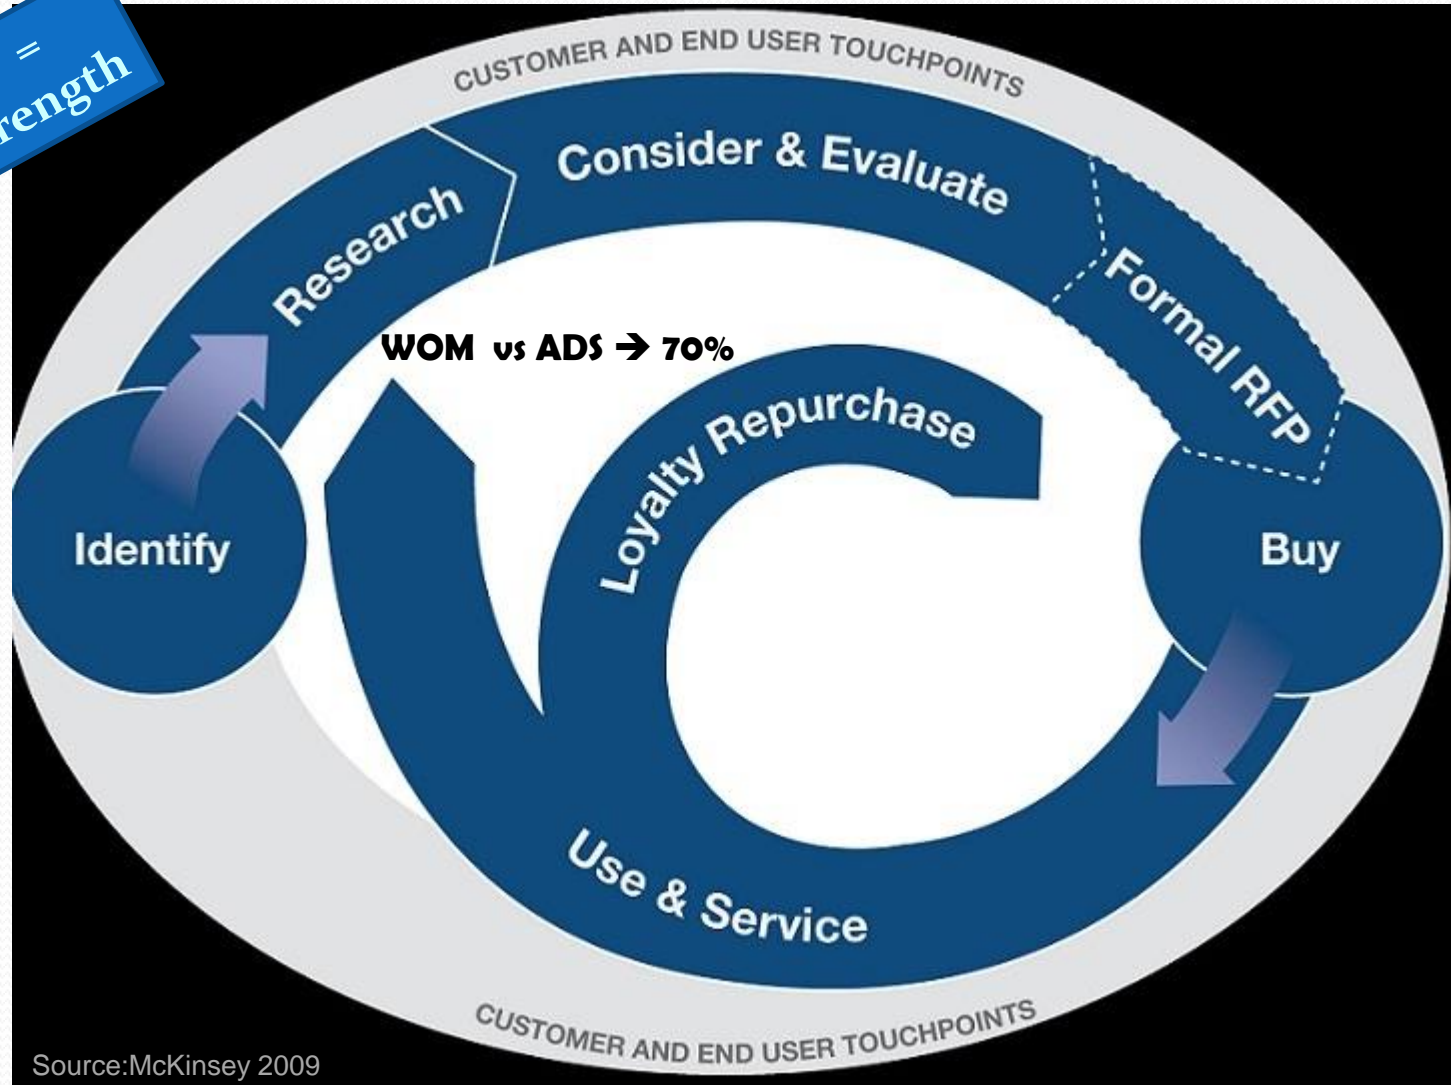 =
CUSTOMER AND END USER TOUCHPOINTS
Consider & Evaluate
Research
Formal RFP
WOM vs ADS → 70%
Loyalty Repurchase
Identify
Buy
Use & Service
CUSTOMER AND END USER TOUCHPOINTS
Source:McKinsey 2009